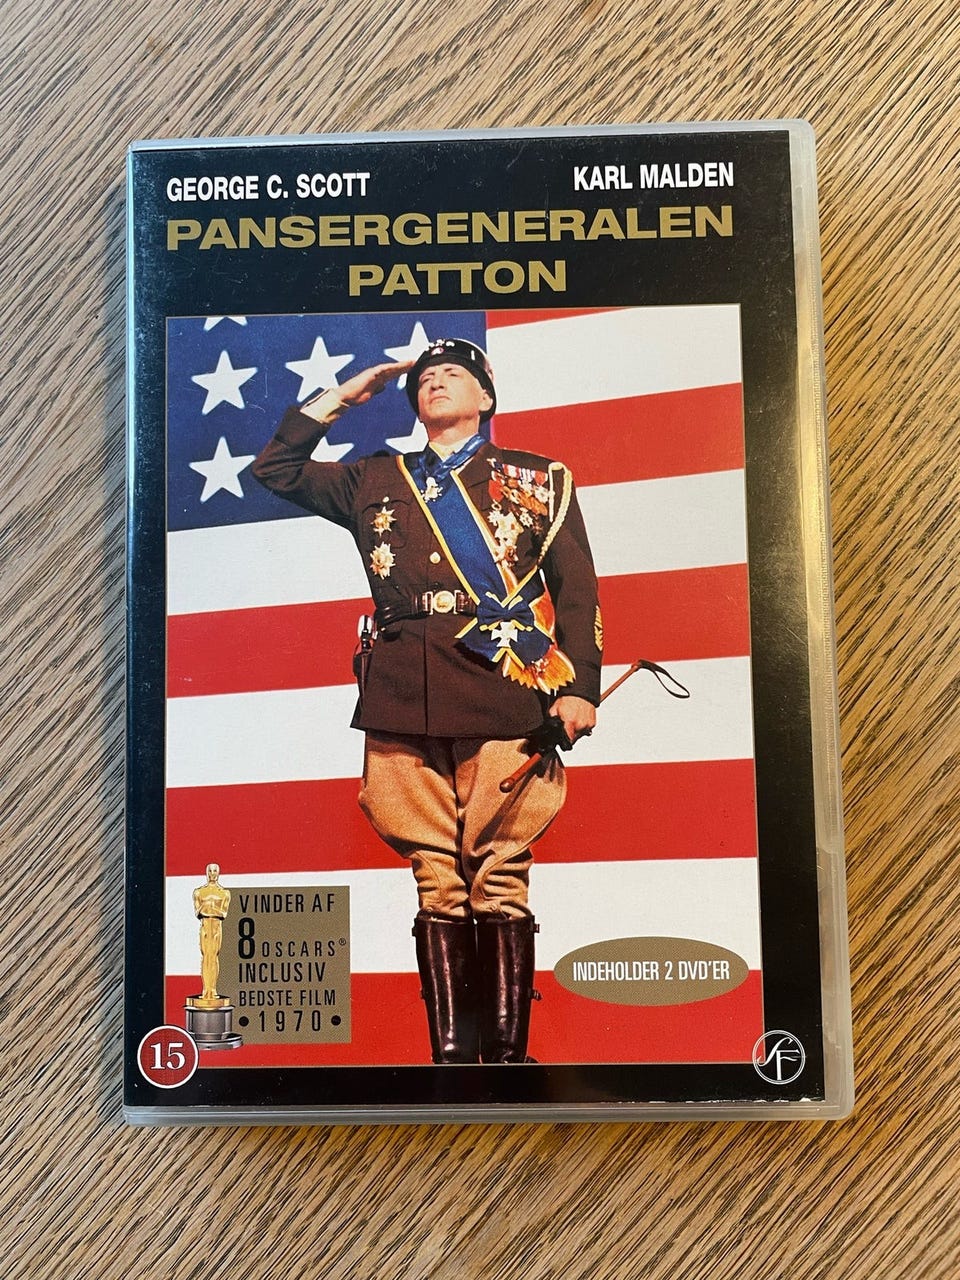 GEORGE C. SCOTT
KARL MALDEN
PANSERGENERALEN
PATTON
VINDER AF
8 OSCARS®
INCLUSIV
BEDSTE FILM
• 1970 •
INDEHOLDER 2 DVD'ER
15
SF